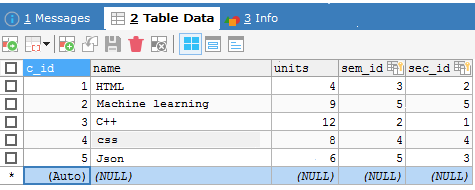 1 Messages 2 Table Data 3 Info
c_id name units sem_id sec_id
1 HTML 4 3 2
2 Machine learning 9 5 5
3 C++ 12 2 1
4 css 8 4 4
5 Json 6 5 3
* (Auto) (NULL) (NULL) (NULL) (NULL)